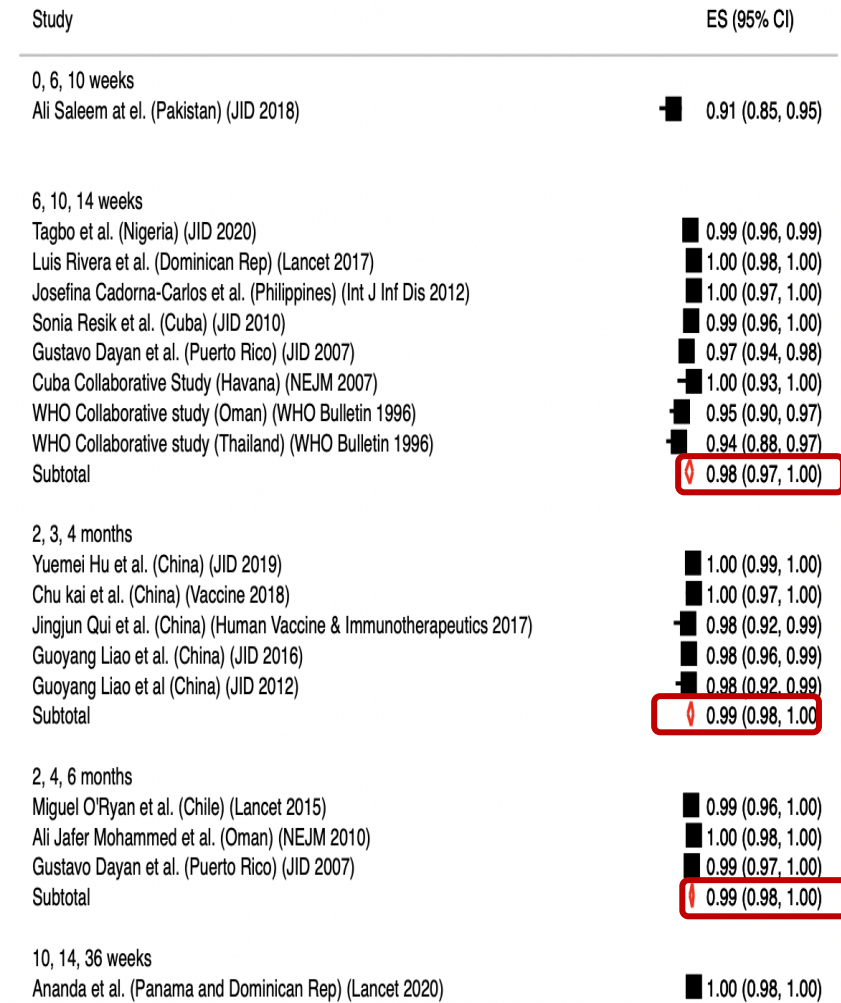 Study ES (95% CI)
0, 6, 10 weeks
Ali Saleem at el. (Pakistan) (JID 2018) 0.91 (0.85, 0.95)
6, 10, 14 weeks
Tagbo et al. (Nigeria) (JID 2020) 0.99 (0.96, 0.99)
Luis Rivera et al. (Dominican Rep) (Lancet 2017) 1.00 (0.98, 1.00)
Josefina Cadorna-Carlos et al. (Philippines) (Int J Inf Dis 2012) 1.00 (0.97, 1.00)
Sonia Resik et al. (Cuba) (JID 2010) 0.99 (0.96, 1.00)
Gustavo Dayan et al. (Puerto Rico) (JID 2007) 0.97 (0.94, 0.98)
Cuba Collaborative Study (Havana) (NEJM 2007) 1.00 (0.93, 1.00)
WHO Collaborative study (Oman) (WHO Bulletin 1996) 0.95 (0.90, 0.97)
WHO Collaborative study (Thailand) (WHO Bulletin 1996) 0.94 (0.88, 0.97)
Subtotal 0.98 (0.97, 1.00)
2, 3, 4 months
Yuemei Hu et al. (China) (JID 2019) 1.00 (0.99, 1.00)
Chu kai et al. (China) (Vaccine 2018) 1.00 (0.97, 1.00)
Jingjun Qui et al. (China) (Human Vaccine & Immunotherapeutics 2017) 0.98 (0.92, 0.99)
Guoyang Liao et al. (China) (JID 2016) 0.98 (0.96, 0.99)
Guoyang Liao et al (China) (JID 2012) 0.98 (0.92, 0.99)
Subtotal 0.99 (0.98, 1.00
2, 4, 6 months
Miguel O'Ryan et al. (Chile) (Lancet 2015) 0.99 (0.96, 1.00)
Ali Jafer Mohammed et al. (Oman) (NEJM 2010) 1.00 (0.98, 1.00)
Gustavo Dayan et al. (Puerto Rico) (JID 2007) 0.99 (0.97, 1.00)
Subtotal 0.99 (0.98, 1.00)
10, 14, 36 weeks
Ananda et al. (Panama and Dominican Rep) (Lancet 2020) 1.00 (0.98, 1.00)